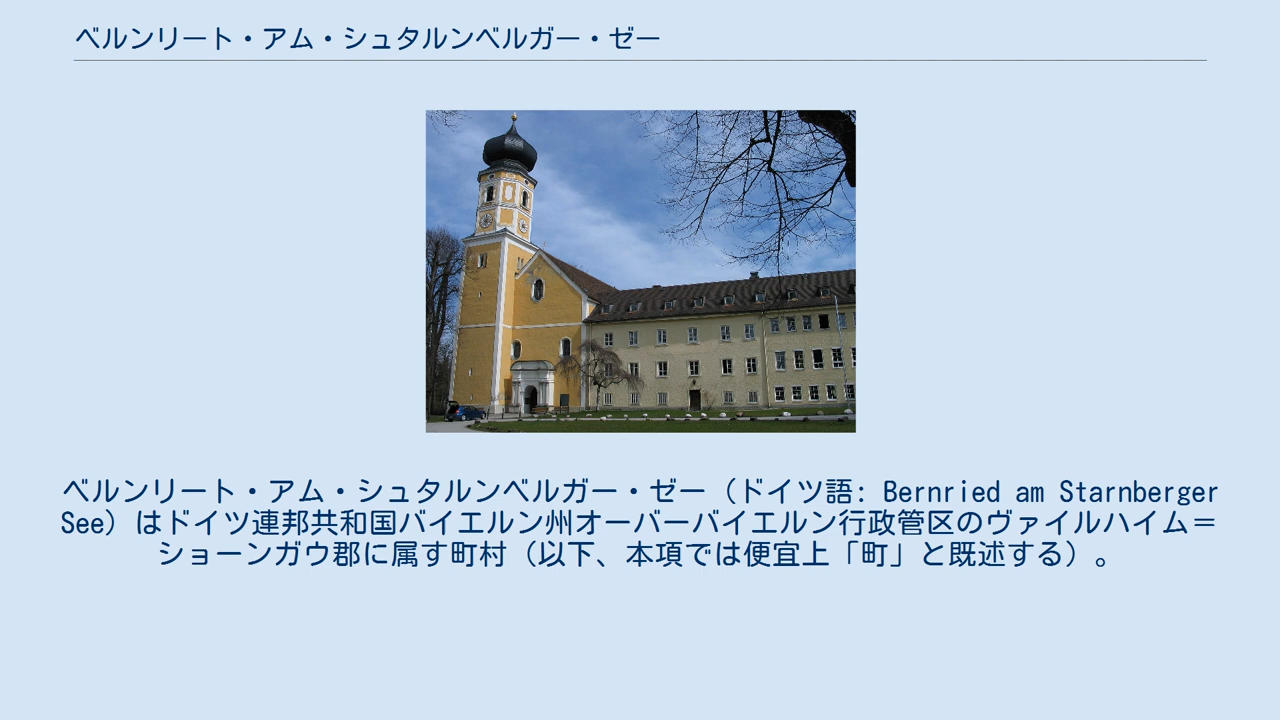 ベルンリート・アム・シュタルンベルガー・ゼー
ベルンリート・アム・シュタルンベルガー・ゼー（ドイツ語: Bernried am Starnberger
See）はドイツ連邦共和国バイエルン州オーバーバイエルン行政管区のヴァイルハイム＝
ショーンガウ郡に属す町村（以下、本項では便宜上「町」と既述する）。